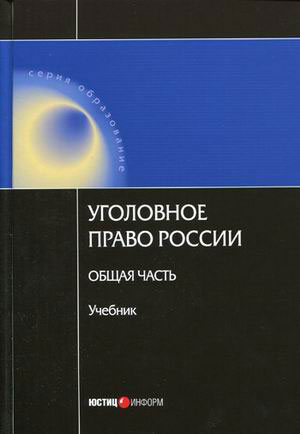 серия образование
УГОЛОВНОЕ
ПРАВО РОССИИ
ОБЩАЯ ЧАСТЬ
Учебник
ЮСТИЦ ИНФОРМ